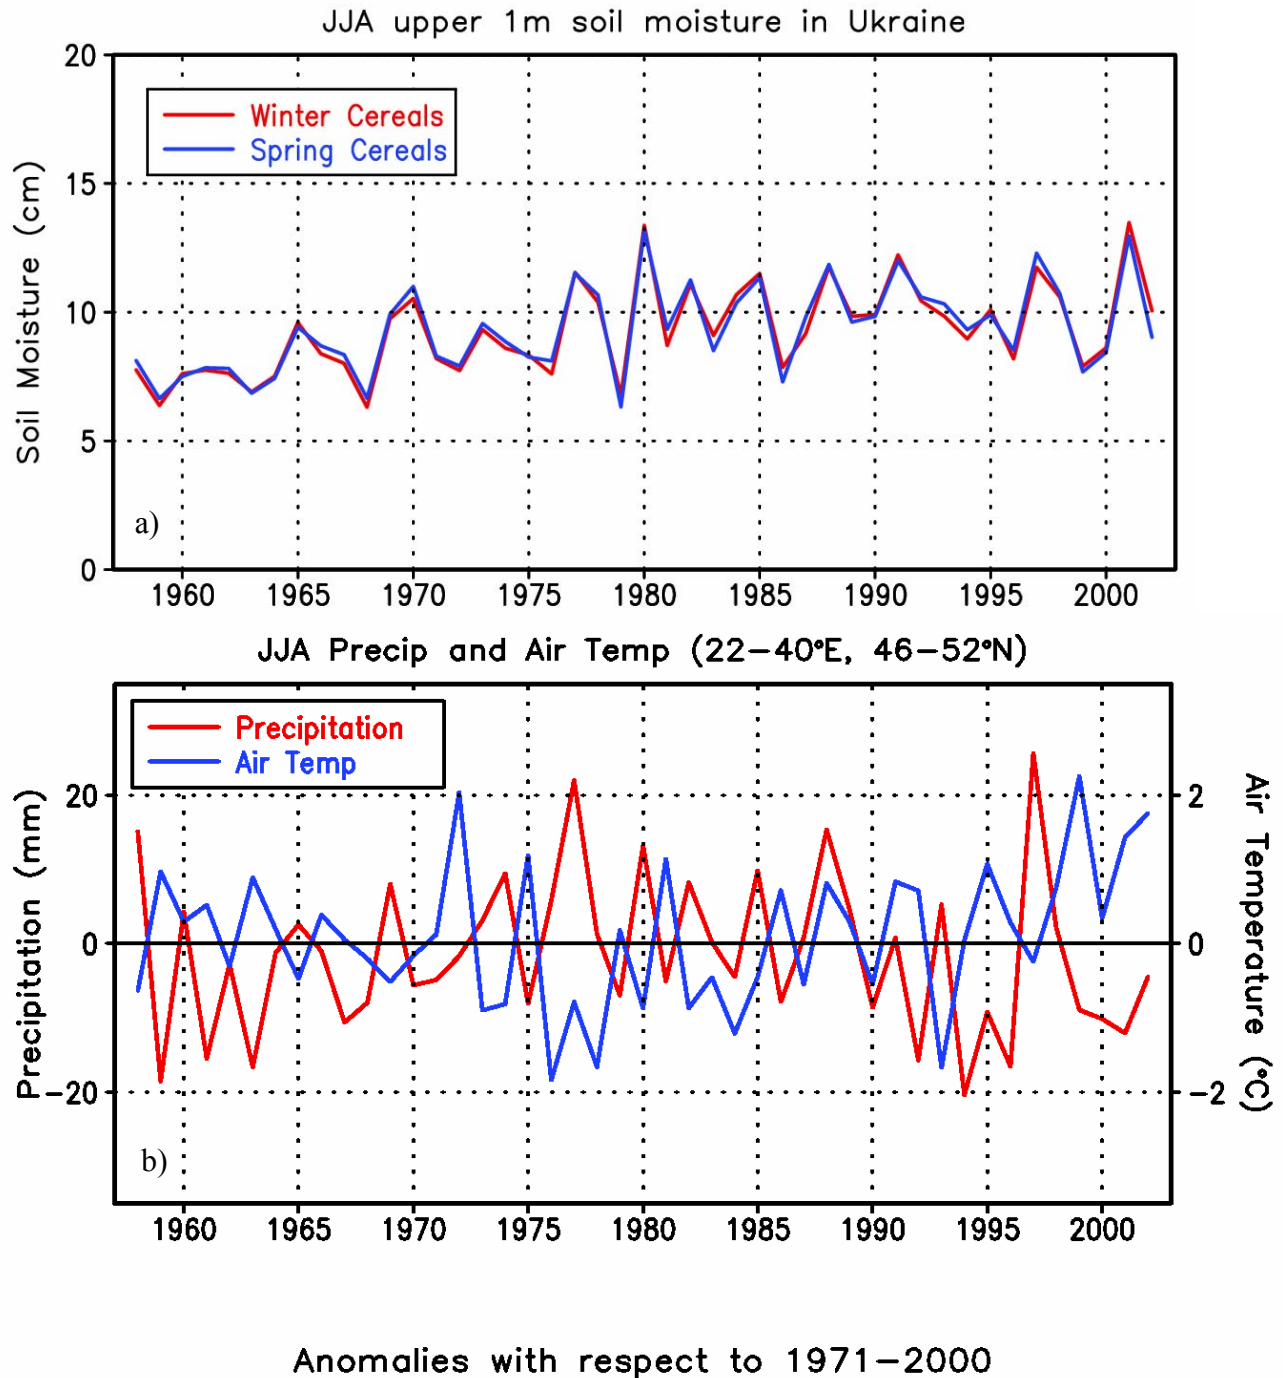 JJA upper 1m soil moisture in Ukraine
20
15
10
5
0
Soil Moisture (cm)
Winter Cereals
Spring Cereals
a)
1960 1965 1970 1975 1980 1985 1990 1995 2000
JJA Precip and Air Temp (22–40°E, 46–52°N)
Precipitation
Air Temp
20
0
–20
Precipitation (mm)
2
0
–2
Air Temperature (°C)
b)
1960 1965 1970 1975 1980 1985 1990 1995 2000
Anomalies with respect to 1971–2000